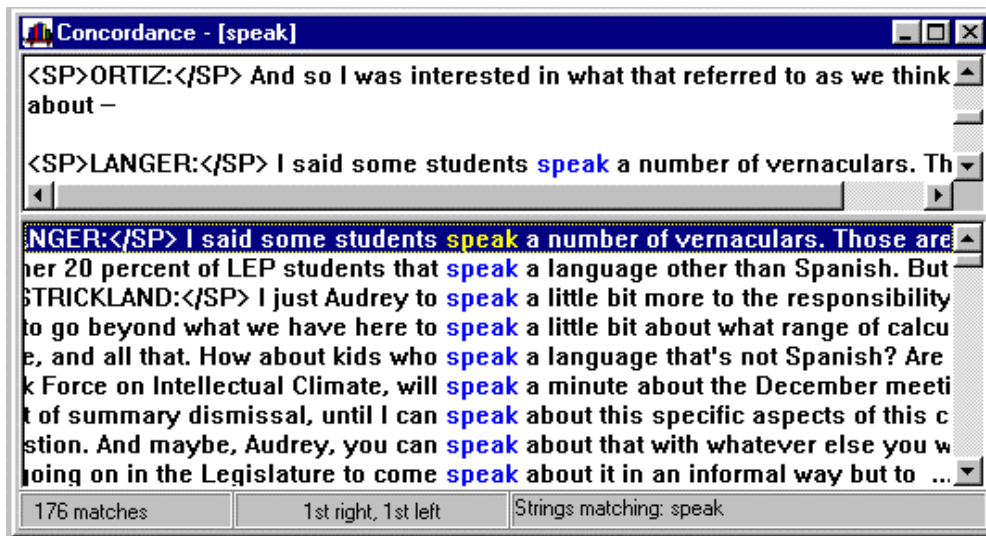 Concordance - [speak]
<SP>ORTIZ:</SP> And so I was interested in what that referred to as we think
about –
<SP>LANGER:</SP> I said some students speak a number of vernaculars. Th
NGER:</SP> I said some students speak a number of vernaculars. Those are
her 20 percent of LEP students that speak a language other than Spanish. But
STRICKLAND:</SP> I just Audrey to speak a little bit more to the responsibility
to go beyond what we have here to speak a little bit about what range of calcu
e, and all that. How about kids who speak a language that's not Spanish? Are
k Force on Intellectual Climate, will speak a minute about the December meeti
t of summary dismissal, until I can speak about this specific aspects of this c
stion. And maybe, Audrey, you can speak about that with whatever else you w
going on in the Legislature to come speak about it in an informal way but to ...
176 matches 1st right, 1st left Strings matching: speak